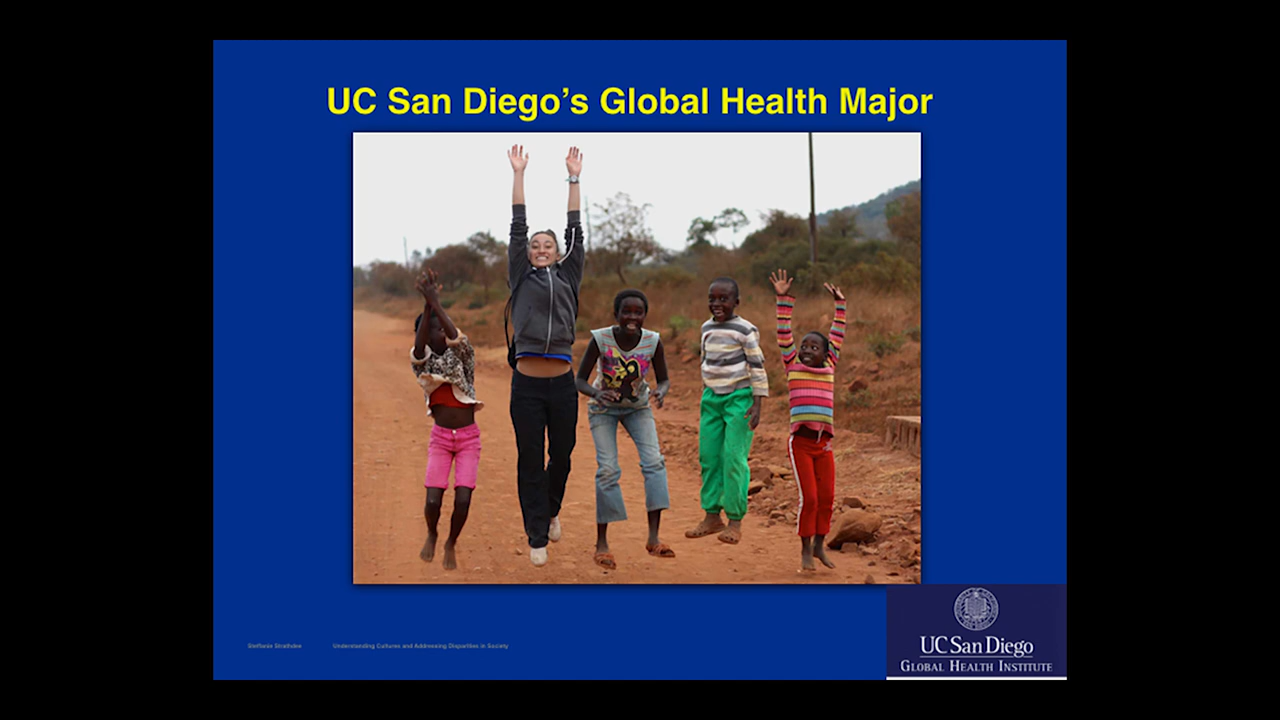 UC San Diego’s Global Health Major
Steffanie Strathdee Understanding Cultures and Addressing Disparities in Society
UC San Diego
GLOBAL HEALTH INSTITUTE